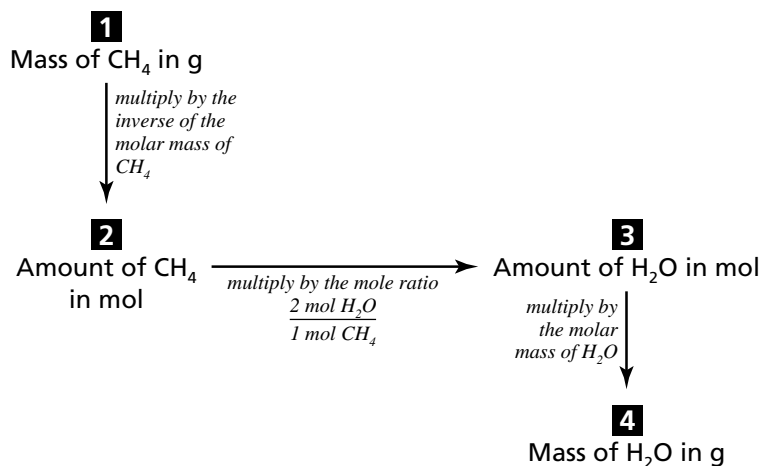 1
Mass of CH₄ in g
multiply by the
inverse of the
molar mass of
CH₄
2
Amount of CH₄
in mol
multiply by the mole ratio
2 mol H₂O
1 mol CH₄
3
Amount of H₂O in mol
multiply by
the molar
mass of H₂O
4
Mass of H₂O in g